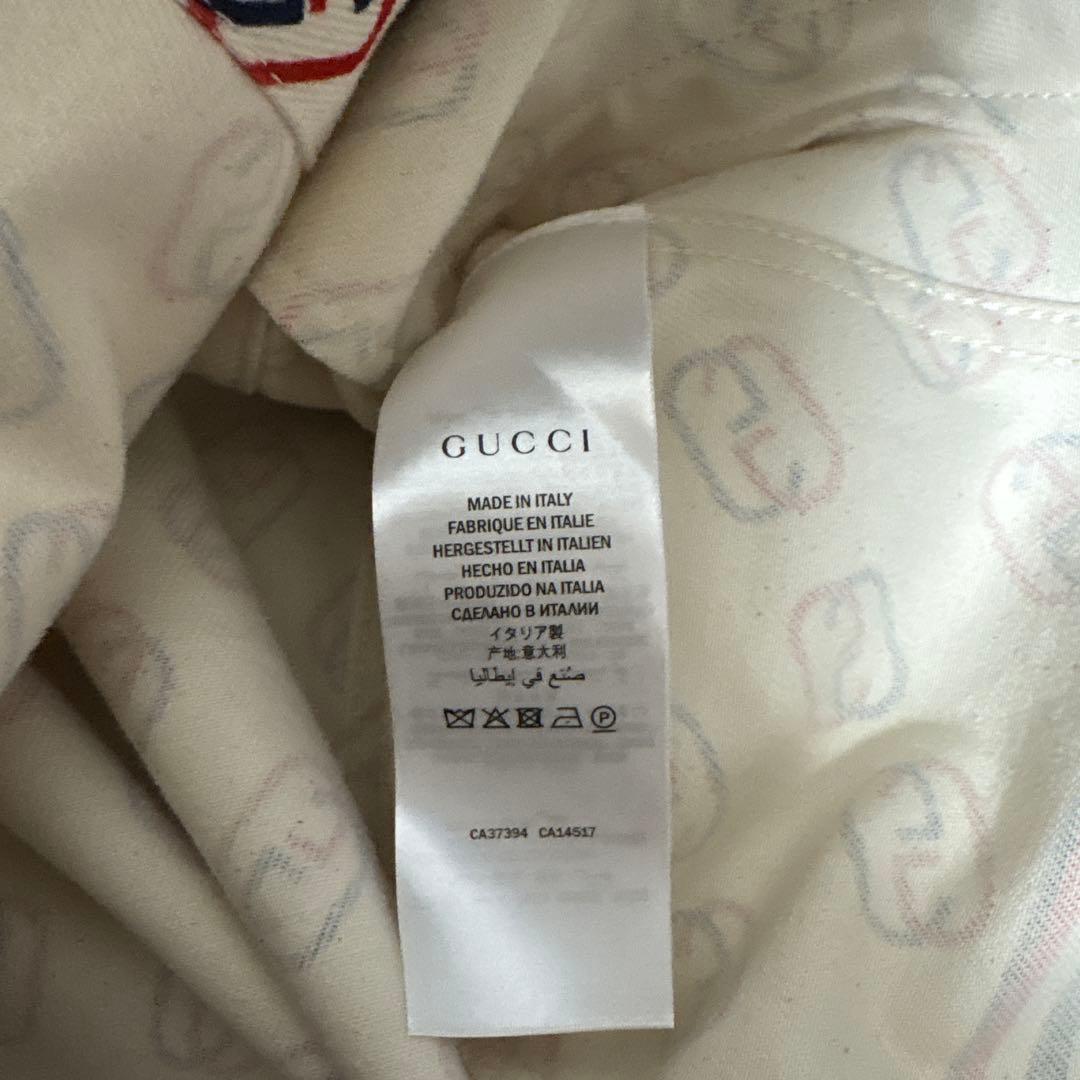 GUCCI
MADE IN ITALY
FABRIQUE EN ITALIE
HERGESTELLT IN ITALIEN
HECHO EN ITALIA
PRODUZIDO NA ITALIA
СДЕЛАНО В ИТАЛИИ
イタリア製
产地:意大利
صُنع في إيطاليا
P
CA37394 CA14517